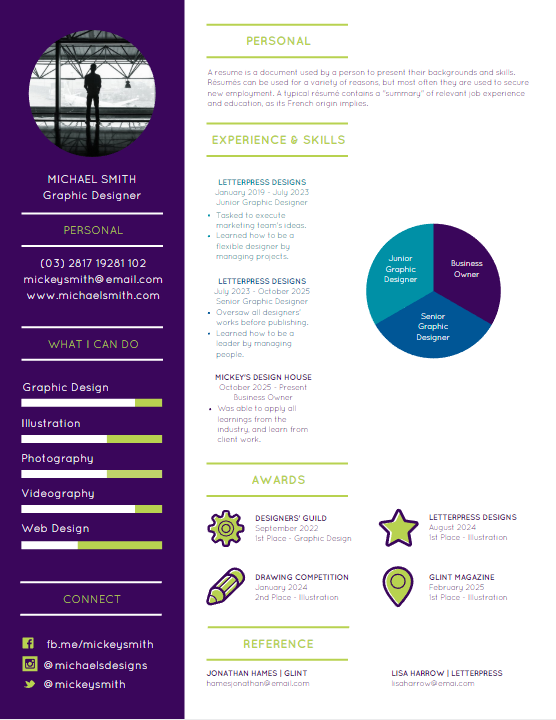 MICHAEL SMITH
Graphic Designer
PERSONAL
(03) 2817 19281 102
mickeysmith@email.com
www.michaelsmith.com
WHAT I CAN DO
Graphic Design
Illustration
Photography
Videography
Web Design
CONNECT
fb.me/mickeysmith
@michaelsdesigns
@mickeysmith
PERSONAL
A resume is a document used by a person to present their backgrounds and skills.
Résumés can be used for a variety of reasons, but most often they are used to secure
new employment. A typical résumé contains a "summary" of relevant job experience
and education, as its French origin implies.
EXPERIENCE & SKILLS
LETTERPRESS DESIGNS
January 2019 - July 2023
Junior Graphic Designer
• Tasked to execute
marketing team's ideas.
• Learned how to be a
flexible designer by
managing projects.
LETTERPRESS DESIGNS
July 2023 - October 2025
Senior Graphic Designer
• Oversaw all designers'
works before publishing.
• Learned how to be a
leader by managing
people.
MICKEY'S DESIGN HOUSE
October 2025 - Present
Business Owner
• Was able to apply all
learnings from the
industry, and learn from
client work.
Junior
Graphic
Designer
Business
Owner
Senior
Graphic
Designer
AWARDS
DESIGNERS' GUILD
September 2022
1st Place - Graphic Design
LETTERPRESS DESIGNS
August 2024
1st Place - Illustration
DRAWING COMPETITION
January 2024
2nd Place - Illustration
GLINT MAGAZINE
February 2025
1st Place - Illustration
REFERENCE
JONATHAN HAMES | GLINT
hamesjonathan@email.com
LISA HARROW | LETTERPRESS
lisaharrow@email.com